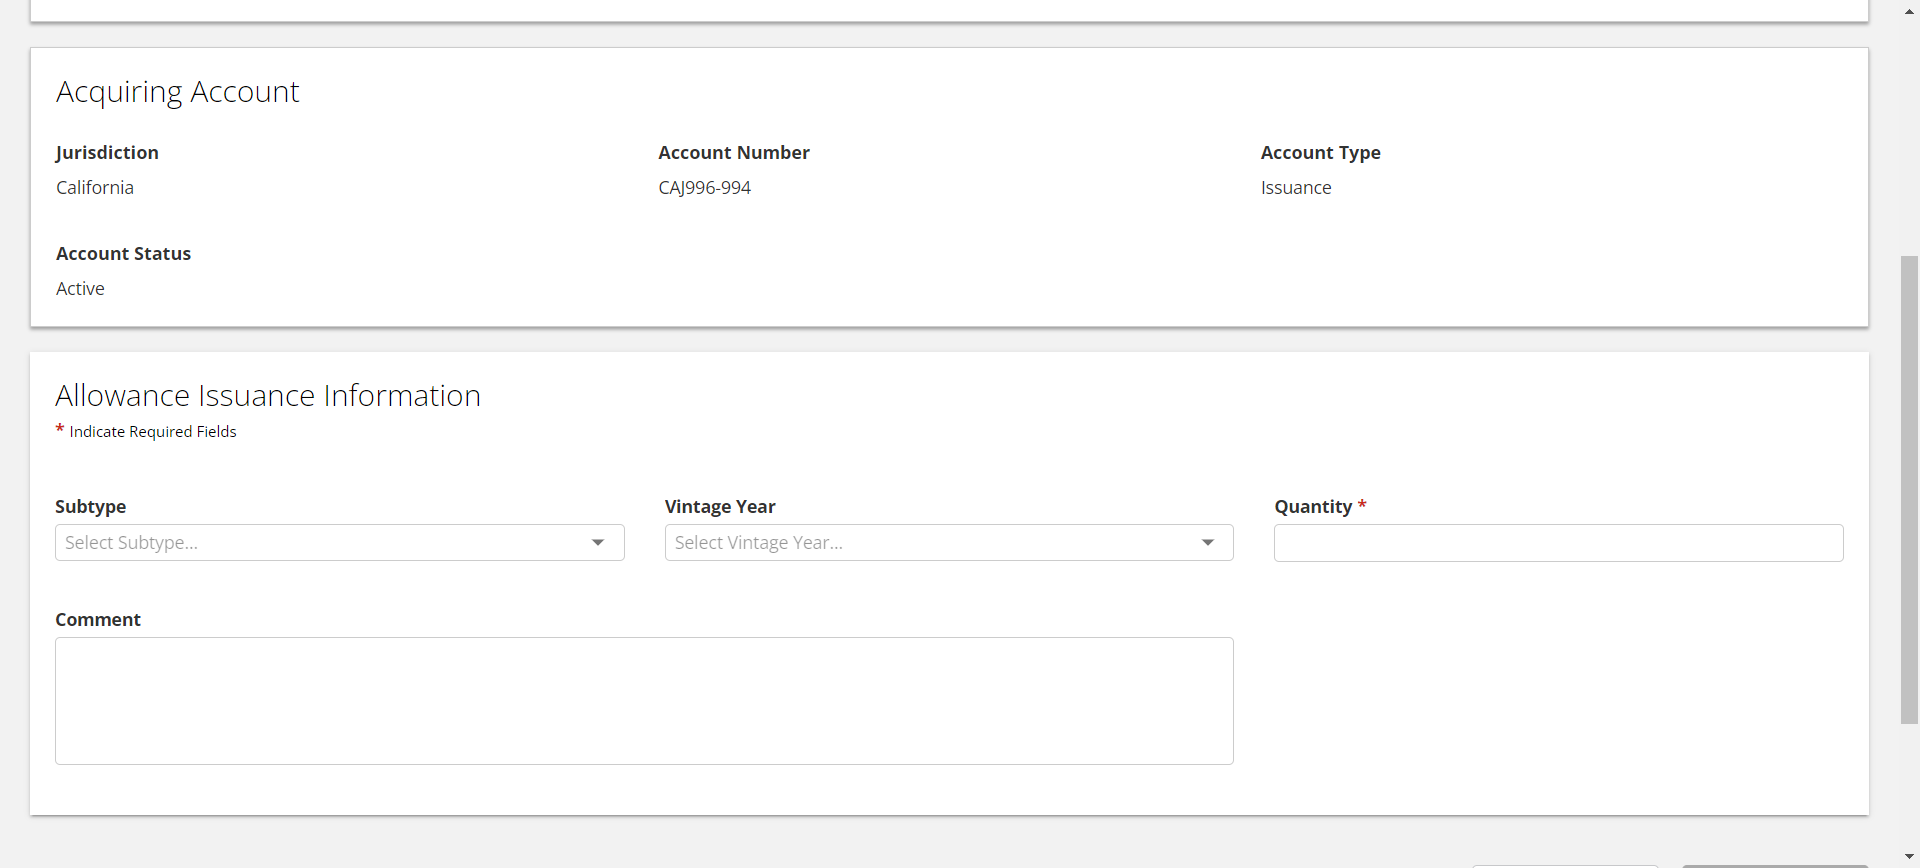 Acquiring Account
Jurisdiction
Account Number
Account Type
California
CAJ996-994
Issuance
Account Status
Active
Allowance Issuance Information
* Indicate Required Fields
Subtype
Vintage Year
Quantity *
Select Subtype...
Select Vintage Year...
Comment